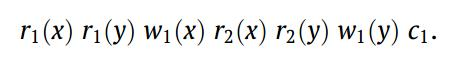 r₁(x) r₁(y) w₁(x) r₂(x) r₂(y) w₁(y) c₁.